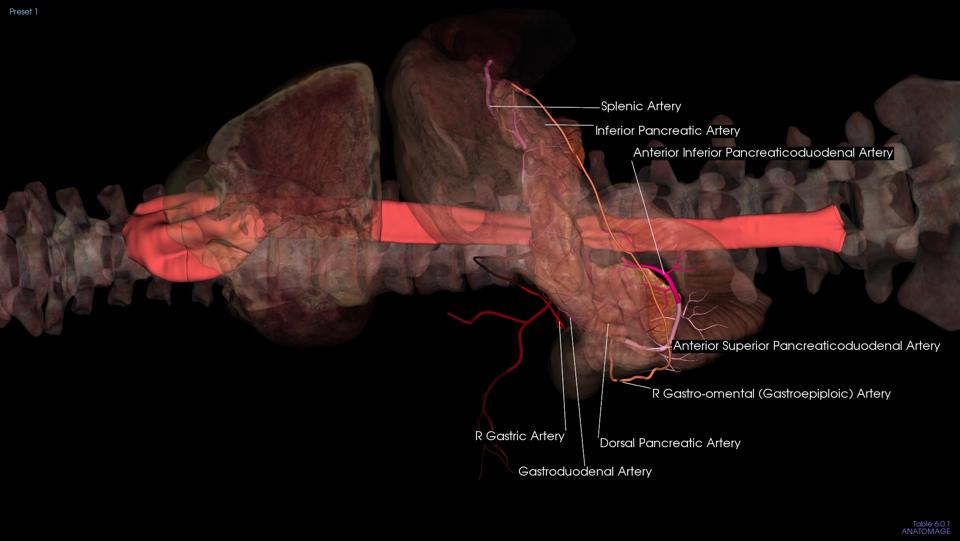 Preset 1
Splenic Artery
Inferior Pancreatic Artery
Anterior Inferior Pancreaticoduodenal Artery
Anterior Superior Pancreaticoduodenal Artery
R Gastro-omental (Gastroepiploic) Artery
R Gastric Artery
Dorsal Pancreatic Artery
Gastroduodenal Artery
Table 6.0.1
ANATOMAGE